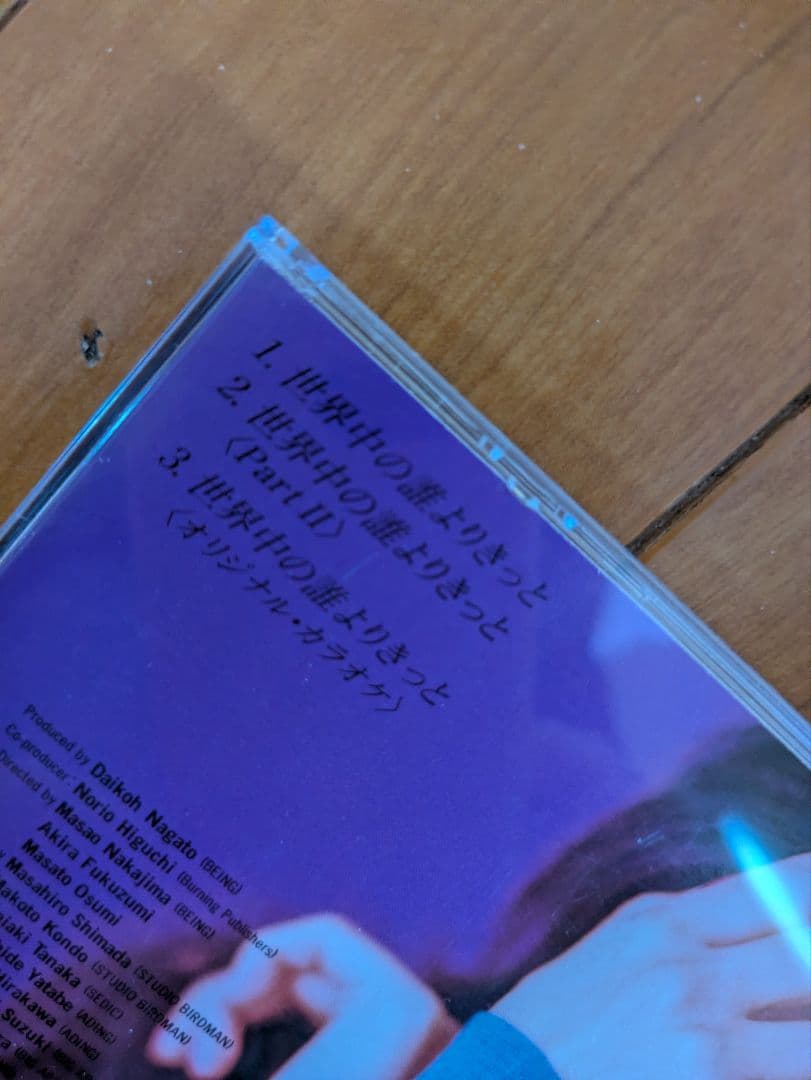 1. 世界中の誰よりきっと
2. 世界中の誰よりきっと
〈Part II〉
3. 世界中の誰よりきっと
〈オリジナル・カラオケ〉
Produced by Daikoh Nagato (BEING)
Co-producer: Norio Higuchi (Burning Publishers)
Directed by Masao Nakajima (BEING)
Akira Fukuzumi
Masato Osumi
Masahiro Shimada (STUDIO BIRDMAN)
Makoto Kondo (STUDIO BIRDMAN)
Tanaka (SEDIC)
Yatabe (ADING)
Hirakawa (ADING)
Suzuki